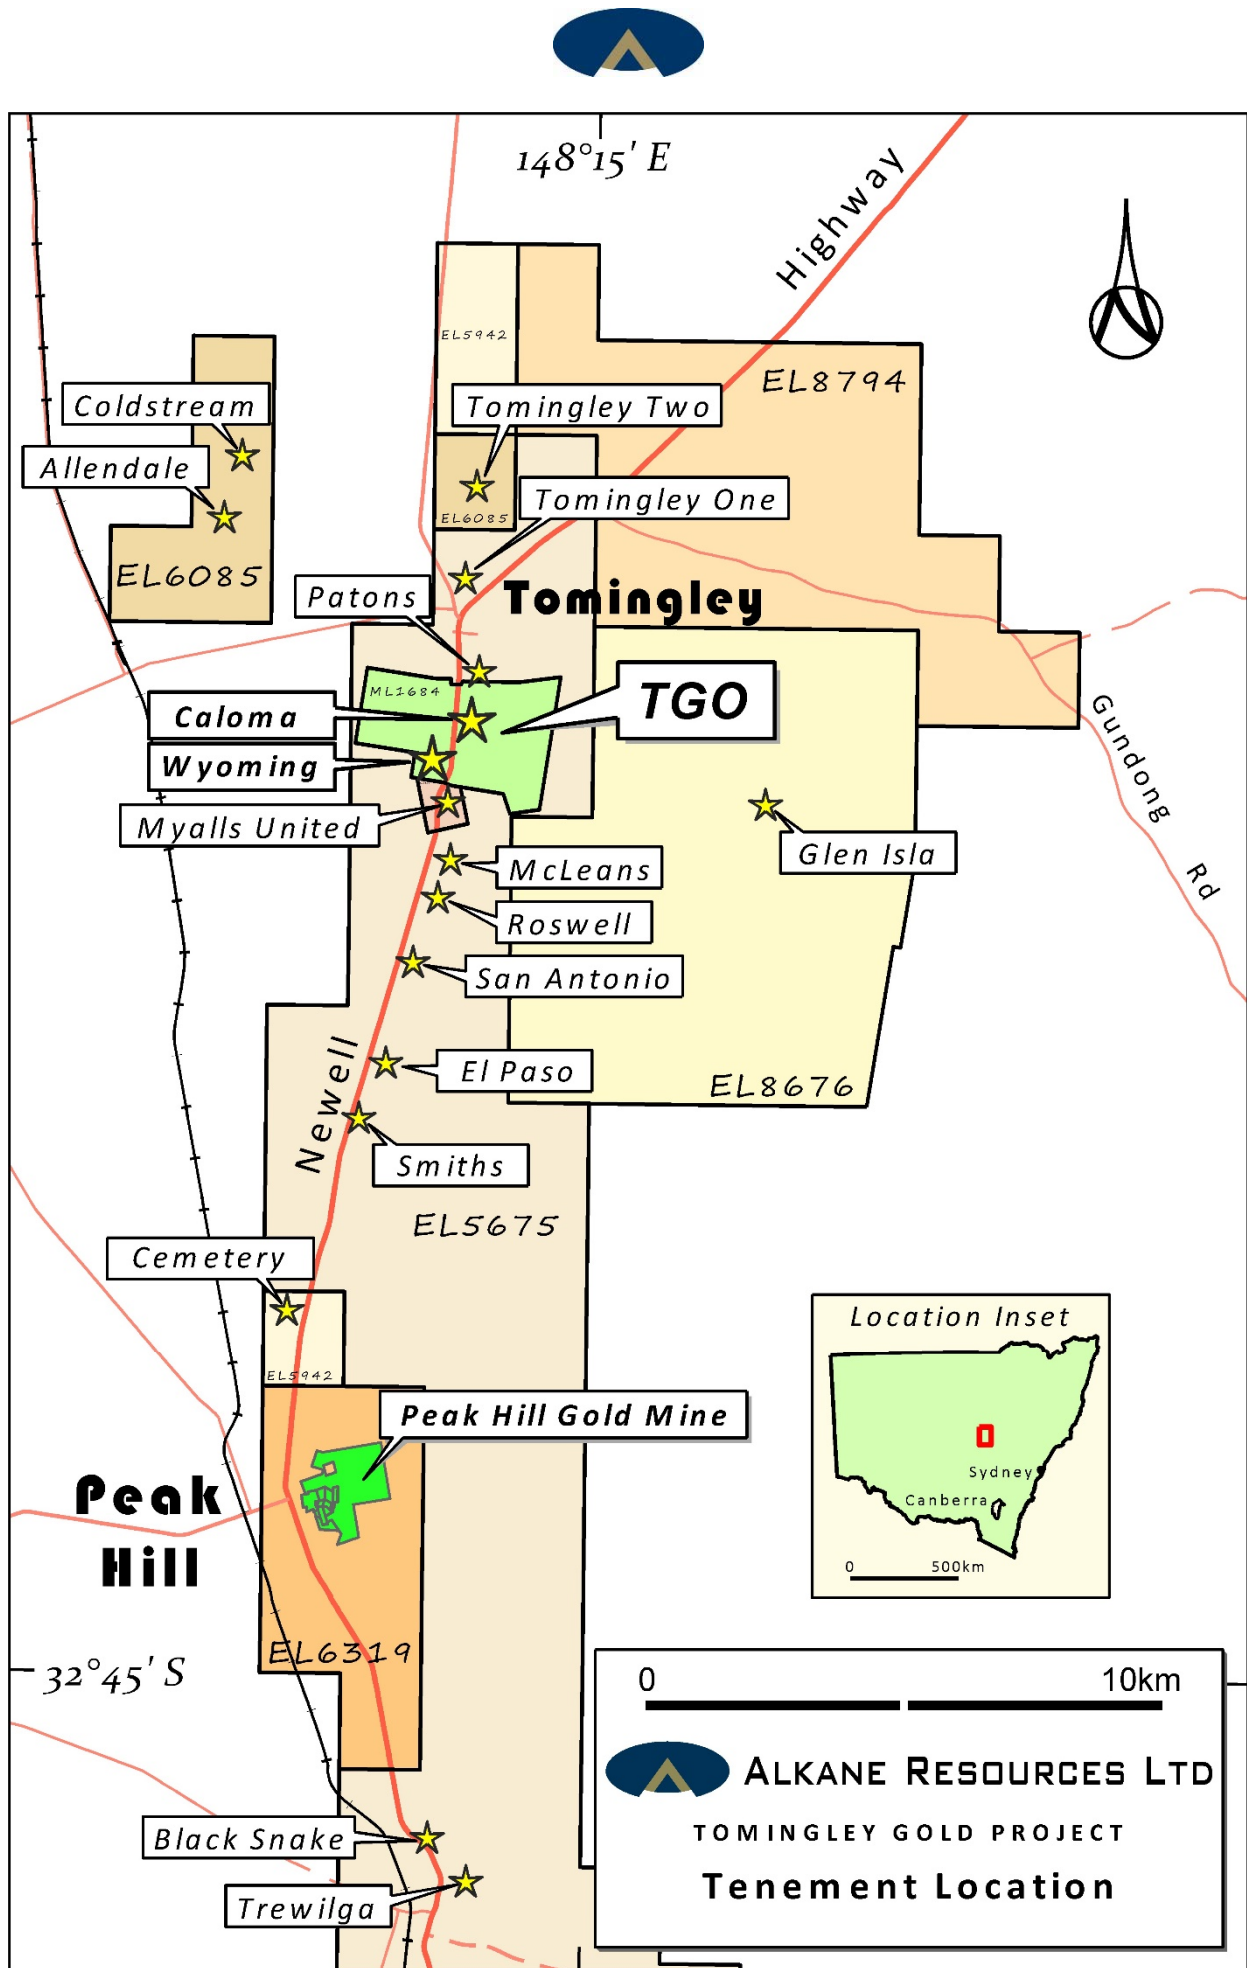 148°15' E
Highway
EL5942
EL8794
Coldstream
Tomingley Two
Allendale
Tomingley One
EL6085
EL6085
Patons
Tomingley
ML1684
TGO
Caloma
Gundong
Rd
Wyoming
Myalls United
Glen Isla
McLeans
Roswell
San Antonio
Newell
El Paso
EL8676
Smiths
EL5675
Cemetery
EL5942
Location Inset
Sydney
Canberra
0 500km
Peak Hill Gold Mine
Peak
Hill
EL6319
32°45' S
0 10km
ALKANE RESOURCES LTD
TOMINGLEY GOLD PROJECT
Tenement Location
Black Snake
Trewilga